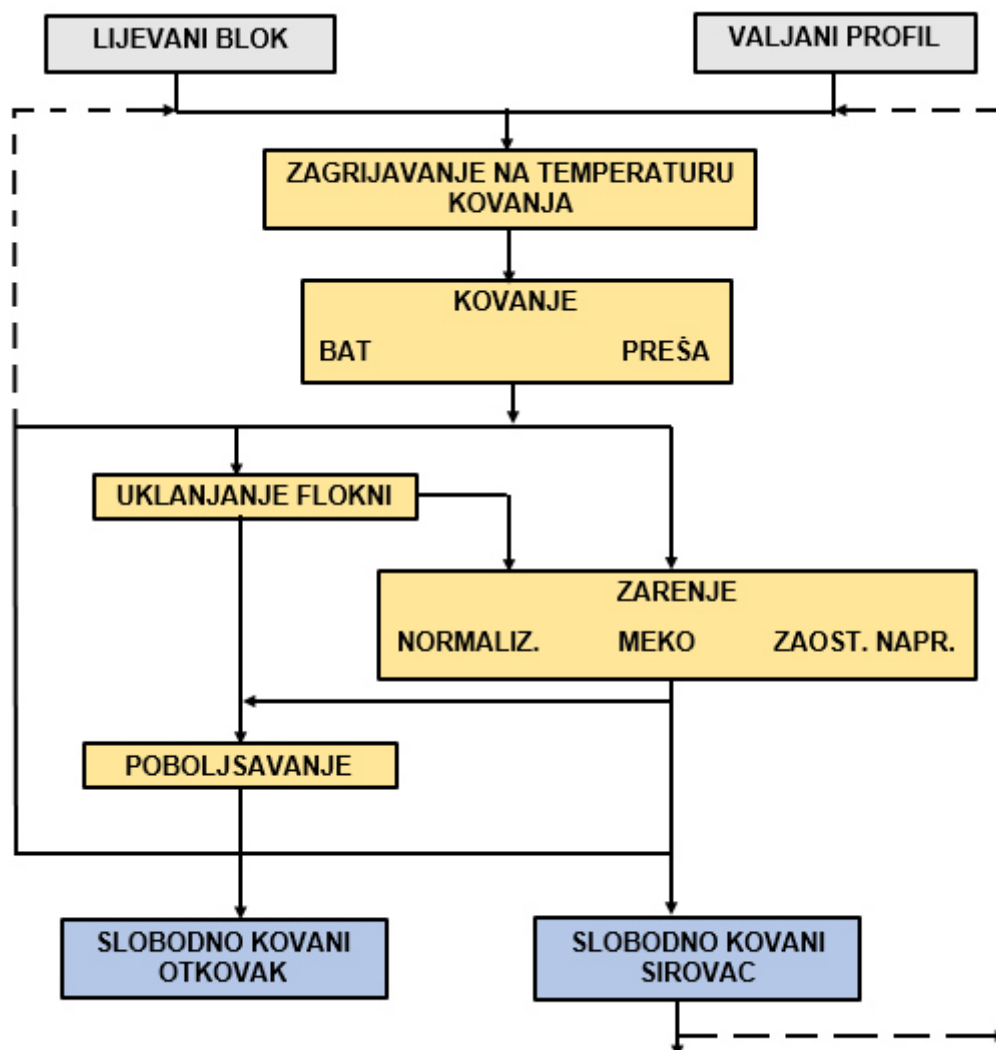 LIJEVANI BLOK
VALJANI PROFIL
ZAGRIJAVANJE NA TEMPERATURU
KOVANJA
KOVANJE
BAT PREŠA
UKLANJANJE FLOKNI
ZARENJE
NORMALIZ. MEKO ZAOST. NAPR.
POBOLJSAVANJE
SLOBODNO KOVANI
OTKOVAK
SLOBODNO KOVANI
SIROVAC